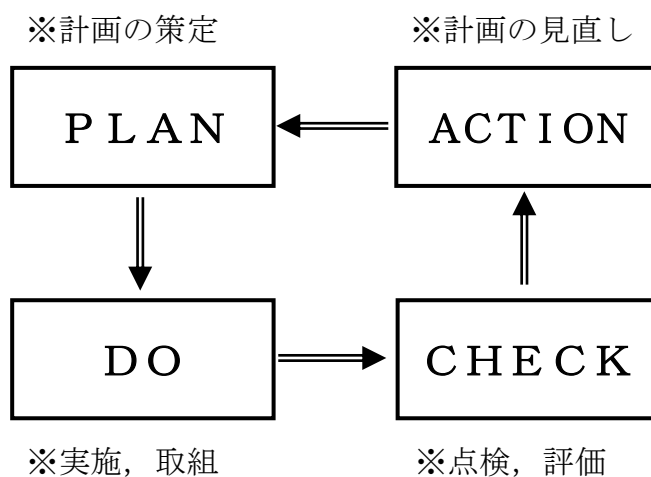 ※計画の策定
※計画の見直し
ＰＬＡＮ
ＡＣＴＩＯＮ
ＤＯ
ＣＨＥＣＫ
※実施，取組
※点検，評価